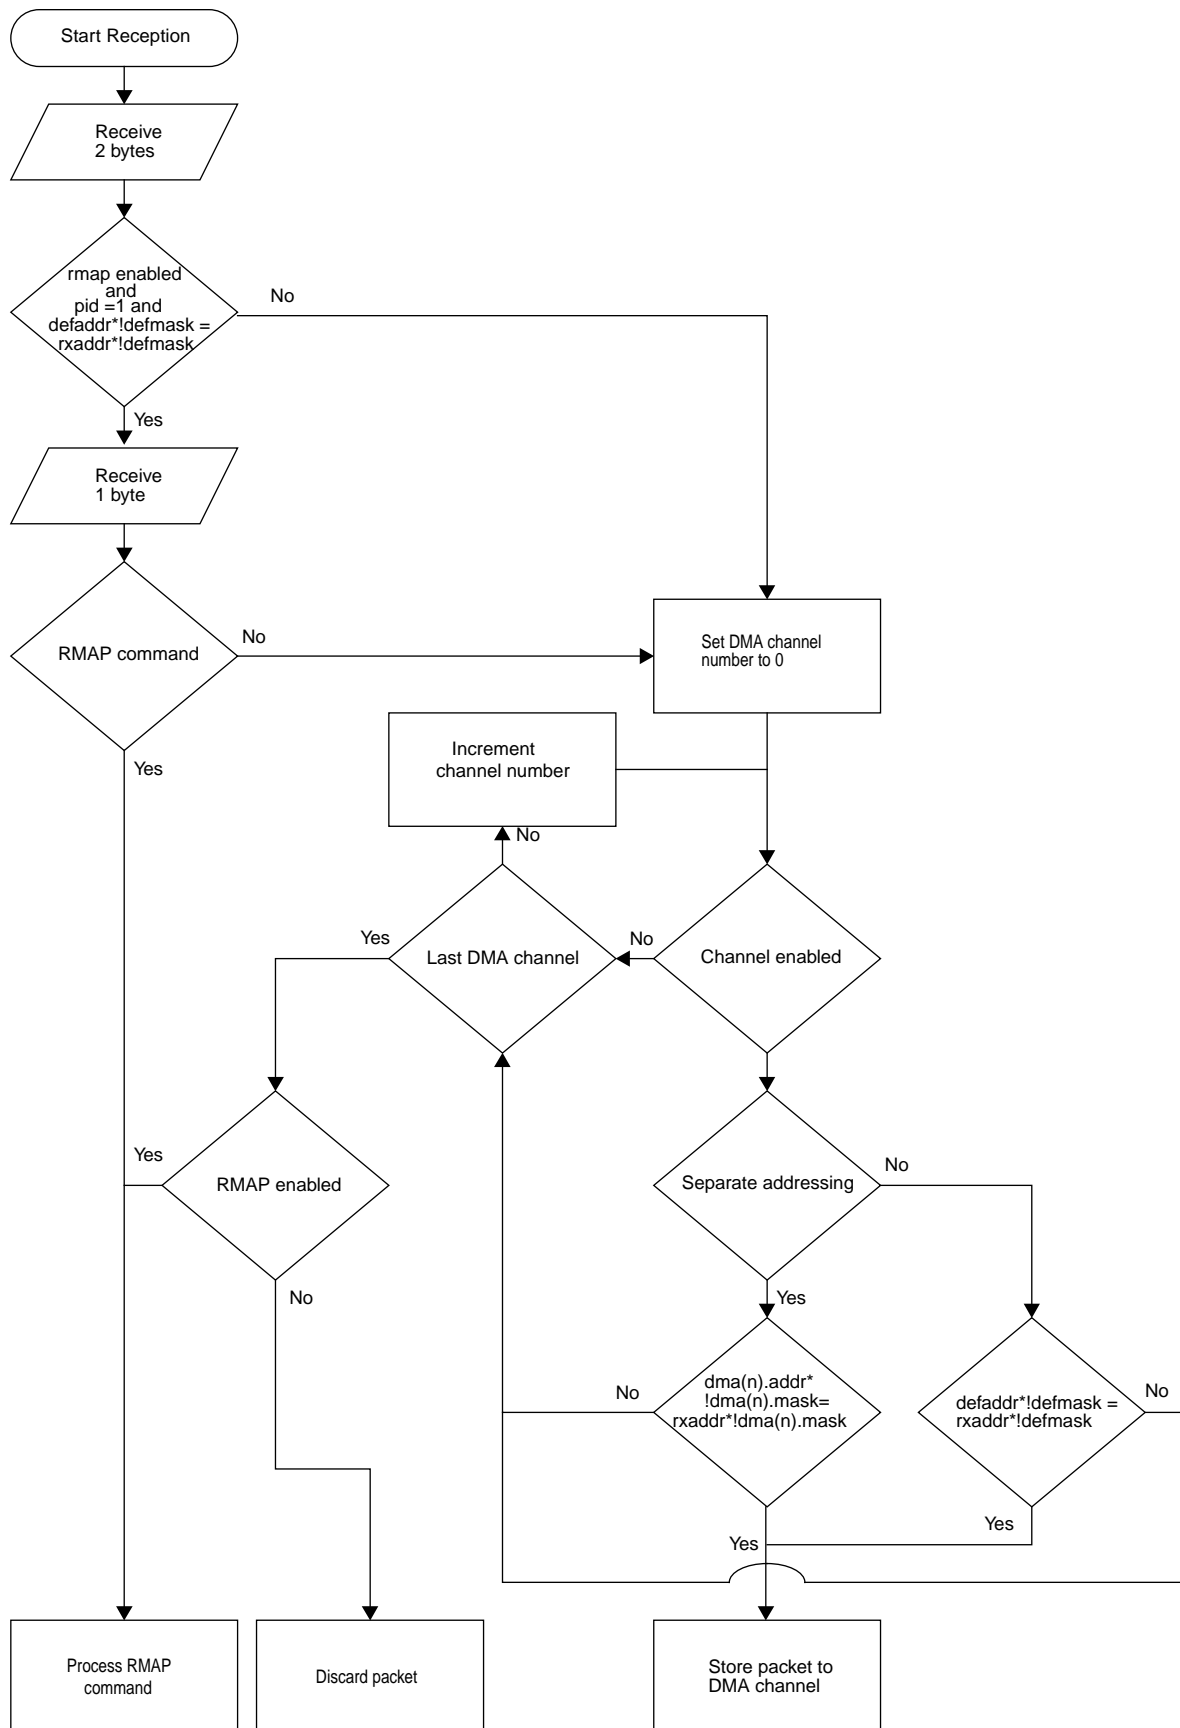 Start Reception
Receive
2 bytes
rmap enabled
and
pid =1 and
defaddr*!defmask =
rxaddr*!defmask
No
Yes
Receive
1 byte
RMAP command
No
Yes
Set DMA channel
number to 0
Increment
channel number
No
Last DMA channel
Yes
No
Channel enabled
RMAP enabled
Yes
No
Separate addressing
No
Yes
dma(n).addr*
!dma(n).mask=
rxaddr*!dma(n).mask
No
Yes
defaddr*!defmask =
rxaddr*!defmask
No
Yes
Process RMAP
command
Discard packet
Store packet to
DMA channel